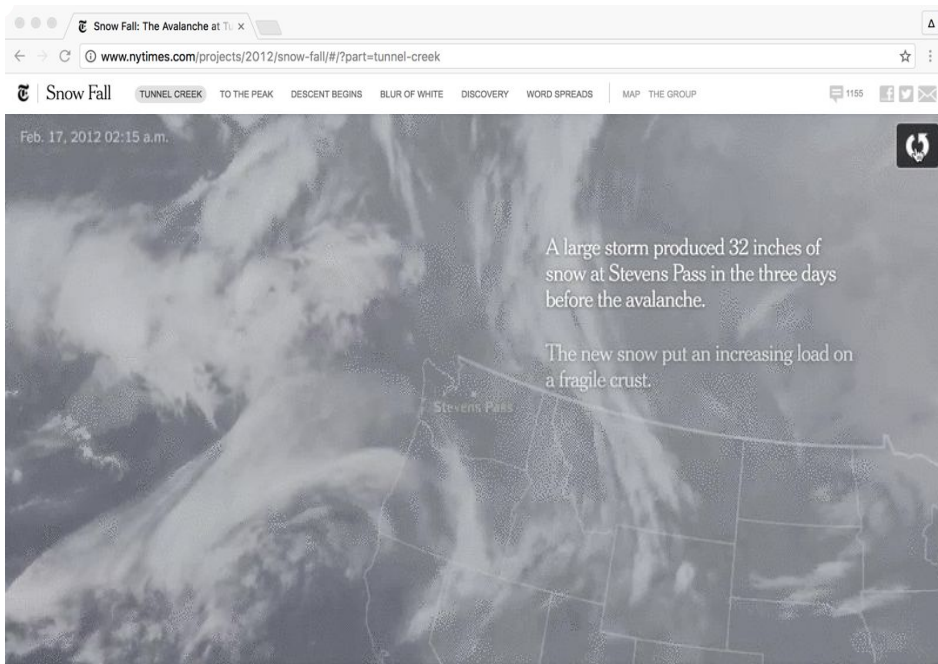 Snow Fall: The Avalanche at Tu
www.nytimes.com/projects/2012/snow-fall/#/?part=tunnel-creek
Snow Fall TUNNEL CREEK TO THE PEAK DESCENT BEGINS BLUR OF WHITE DISCOVERY WORD SPREADS MAP THE GROUP 1155
Feb. 17, 2012 02:15 a.m.
A large storm produced 32 inches of
snow at Stevens Pass in the three days
before the avalanche.
The new snow put an increasing load on
a fragile crust.
Stevens Pass